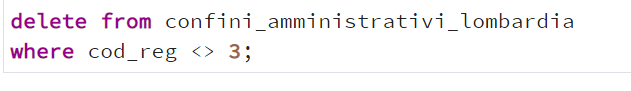 delete from confini_amministrativi_lombardia
where cod_reg <> 3;